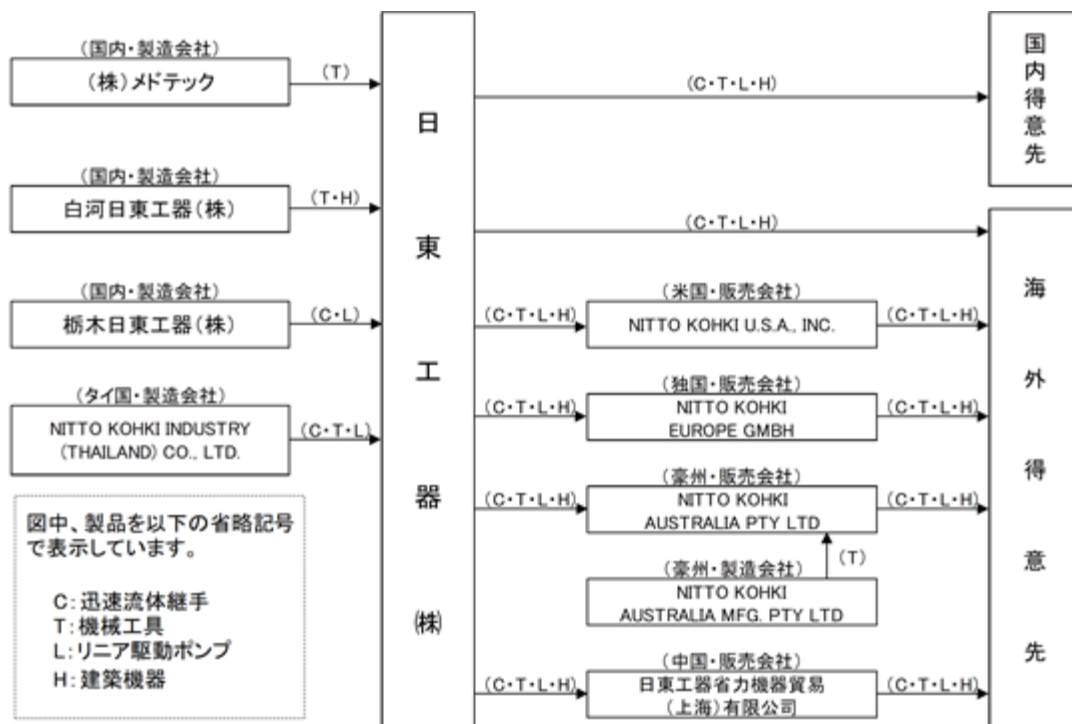 (国内・製造会社)
(株)メドテック
(T)
(国内・製造会社)
白河日東工器(株)
(T・H)
(国内・製造会社)
栃木日東工器(株)
(C・L)
(タイ国・製造会社)
NITTO KOHKI INDUSTRY
(THAILAND) CO., LTD.
(C・T・L)
図中、製品を以下の省略記号
で表示しています。
C:迅速流体継手
T:機械工具
L:リニア駆動ポンプ
H:建築機器
日東工器(株)
(C・T・L・H)
国内得意先
(C・T・L・H)
(C・T・L・H)
(米国・販売会社)
NITTO KOHKI U.S.A., INC.
(C・T・L・H)
(C・T・L・H)
(独国・販売会社)
NITTO KOHKI
EUROPE GMBH
(C・T・L・H)
(C・T・L・H)
(豪州・販売会社)
NITTO KOHKI
AUSTRALIA PTY LTD
(C・T・L・H)
(T)
(豪州・製造会社)
NITTO KOHKI
AUSTRALIA MFG. PTY LTD
(C・T・L・H)
(中国・販売会社)
日東工器省力機器貿易
(上海)有限公司
(C・T・L・H)
海外得意先